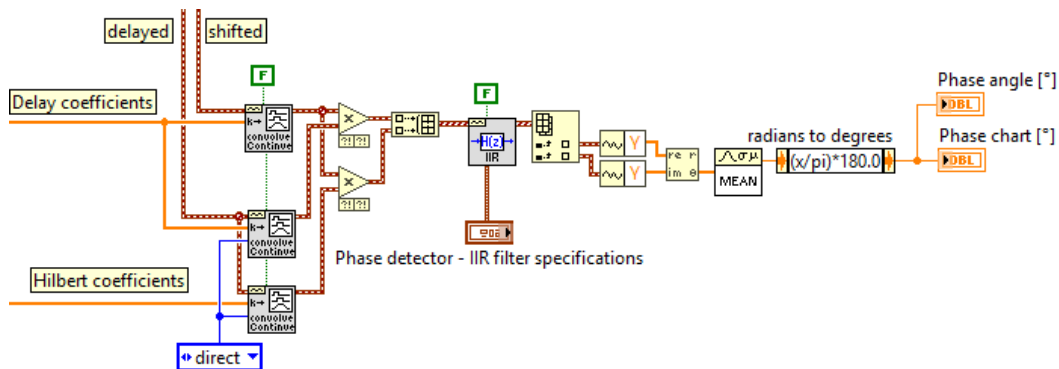 delayed
shifted
F
Delay coefficients
k→
convolve
Continue
x
?!
?!
x
?!
?!
F
H(z)
IIR
Y
Y
re r
im θ
σμ
MEAN
radians to degrees
(x/pi)*180.0
Phase angle [°]
DBL
Phase chart [°]
DBL
k→
convolve
Continue
Phase detector - IIR filter specifications
Hilbert coefficients
k→
convolve
Continue
direct